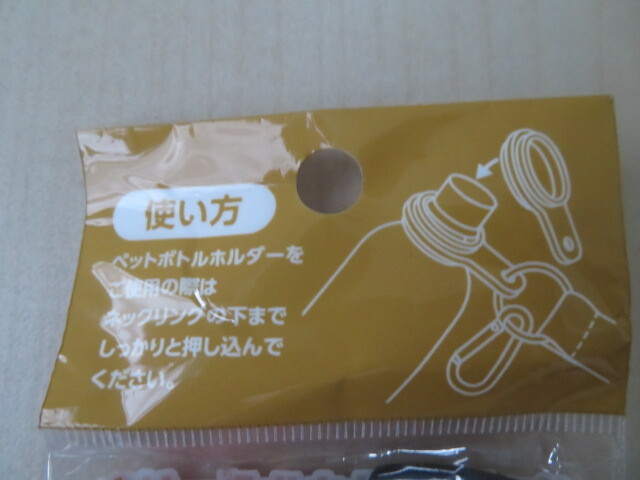 使い方
ペットボトルホルダーを
ご使用の際は
ネックリングの下まで
しっかりと押し込んで
ください。